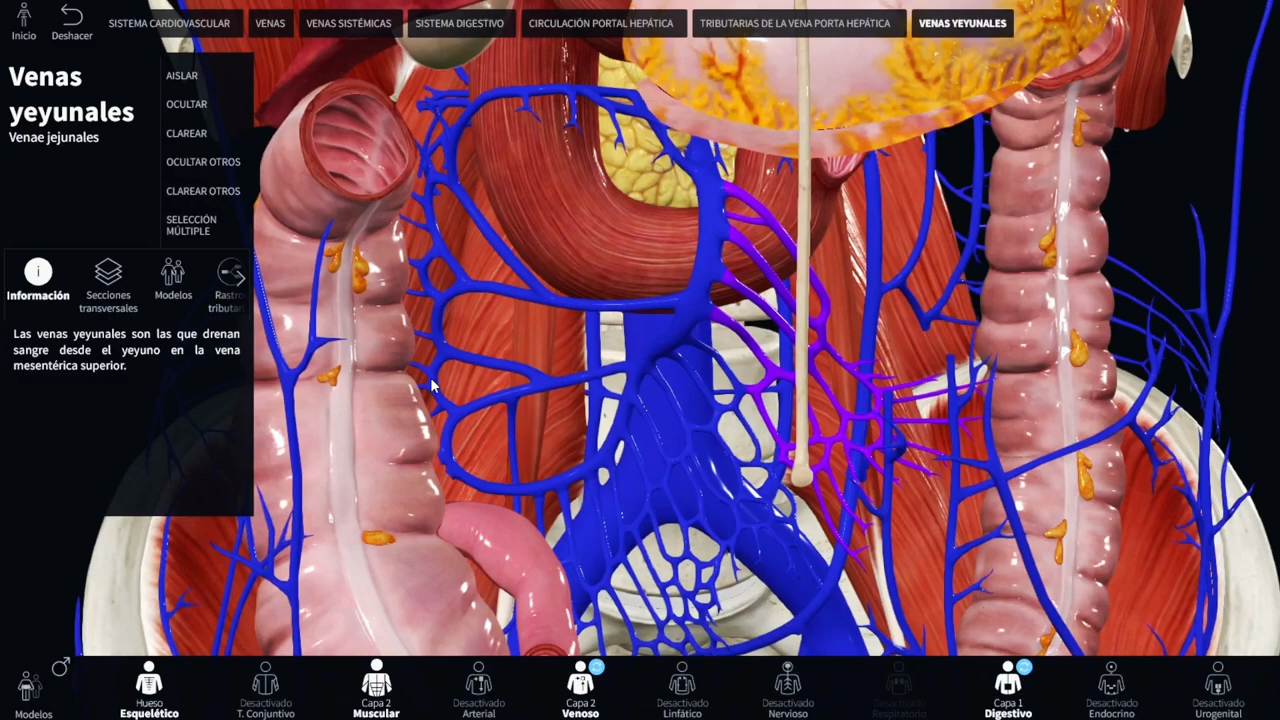 Inicio
Deshacer
SISTEMA CARDIOVASCULAR
VENAS
VENAS SISTÉMICAS
SISTEMA DIGESTIVO
CIRCULACIÓN PORTAL HEPÁTICA
TRIBUTARIAS DE LA VENA PORTA HEPÁTICA
VENAS YEYUNALES
Venas
yeyunales
Venae jejunales
AISLAR
OCULTAR
CLAREAR
OCULTAR OTROS
CLAREAR OTROS
SELECCIÓN
MÚLTIPLE
Información
Secciones
transversales
Modelos
Rastre
tributar
Las venas yeyunales son las que drenan
sangre desde el yeyuno en la vena
mesentérica superior.
Modelos
Hueso
Esquelético
Desactivado
T. Conjuntivo
Capa 2
Muscular
Desactivado
Arterial
Capa 2
Venoso
Desactivado
Linfático
Desactivado
Nervioso
Desactivado
Respiratorio
Capa 1
Digestivo
Desactivado
Endocrino
Desactivado
Urogenital